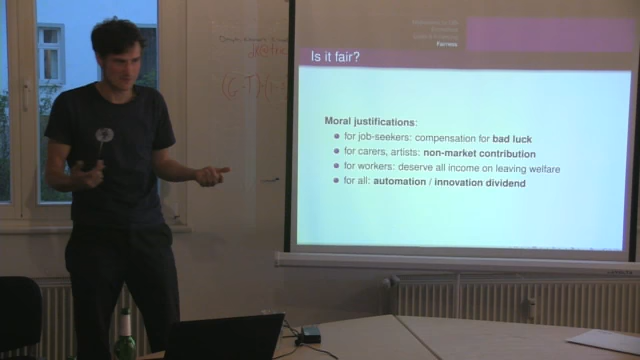 Fairness
Is it fair?
Moral justifications:
for job-seekers: compensation for bad luck
for carers, artists: non-market contribution
for workers: deserve all income on leaving welfare
for all: automation / innovation dividend